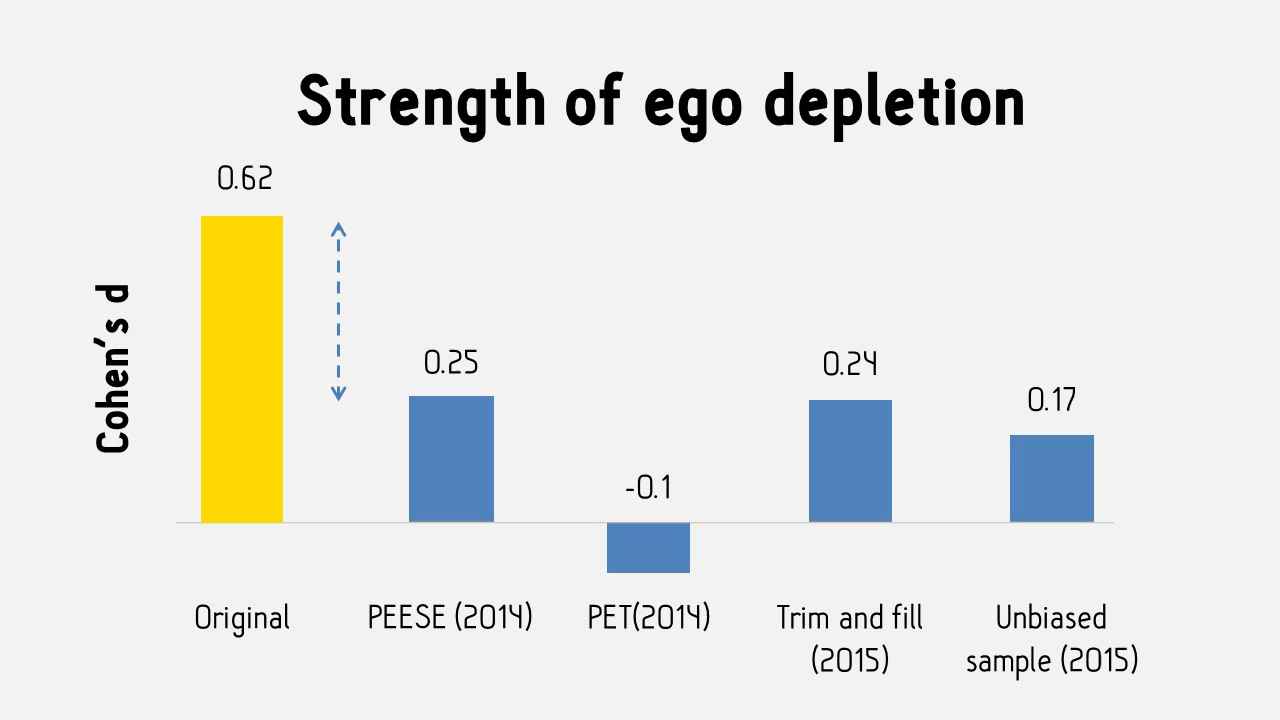 Strength of ego depletion
Cohen's d
0.62
0.25
-0.1
0.24
0.17
Original
PEESE (2014)
PET(2014)
Trim and fill
(2015)
Unbiased
sample (2015)